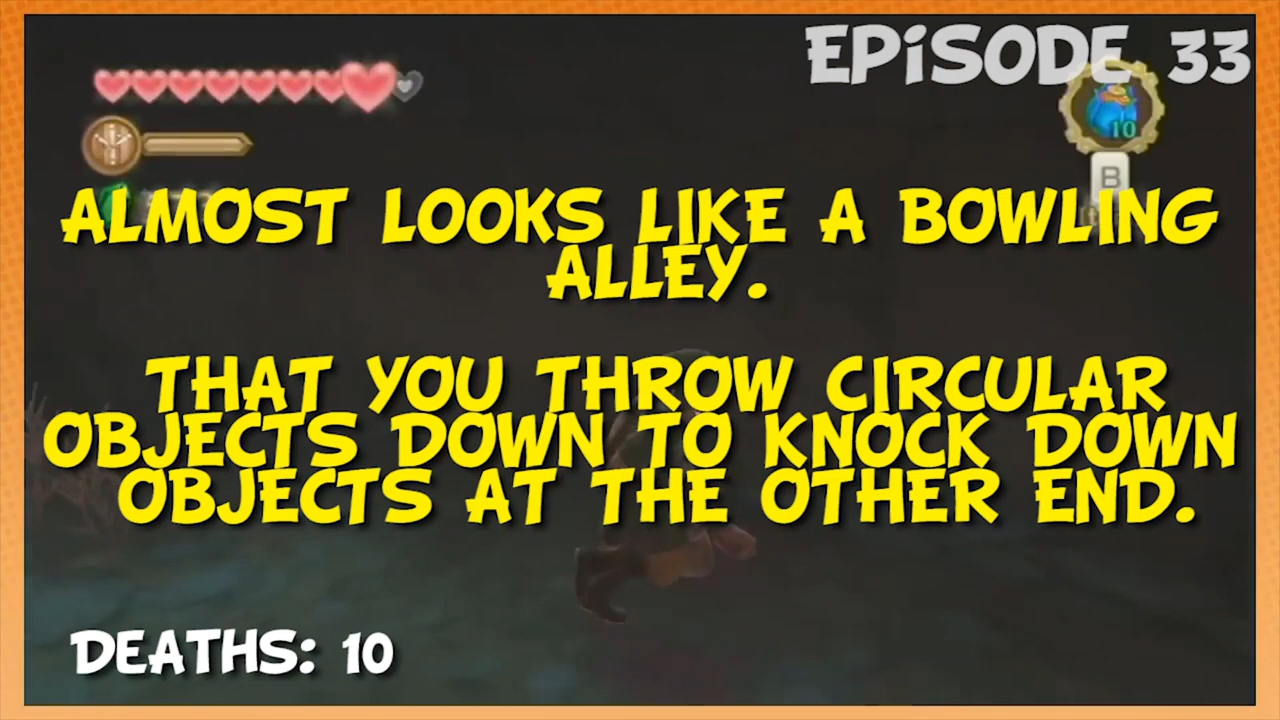 EPISODE 33
10
B
ALMOST LOOKS LIKE A BOWLING
ALLEY.
THAT YOU THROW CIRCULAR
OBJECTS DOWN TO KNOCK DOWN
OBJECTS AT THE OTHER END.
DEATHS: 10